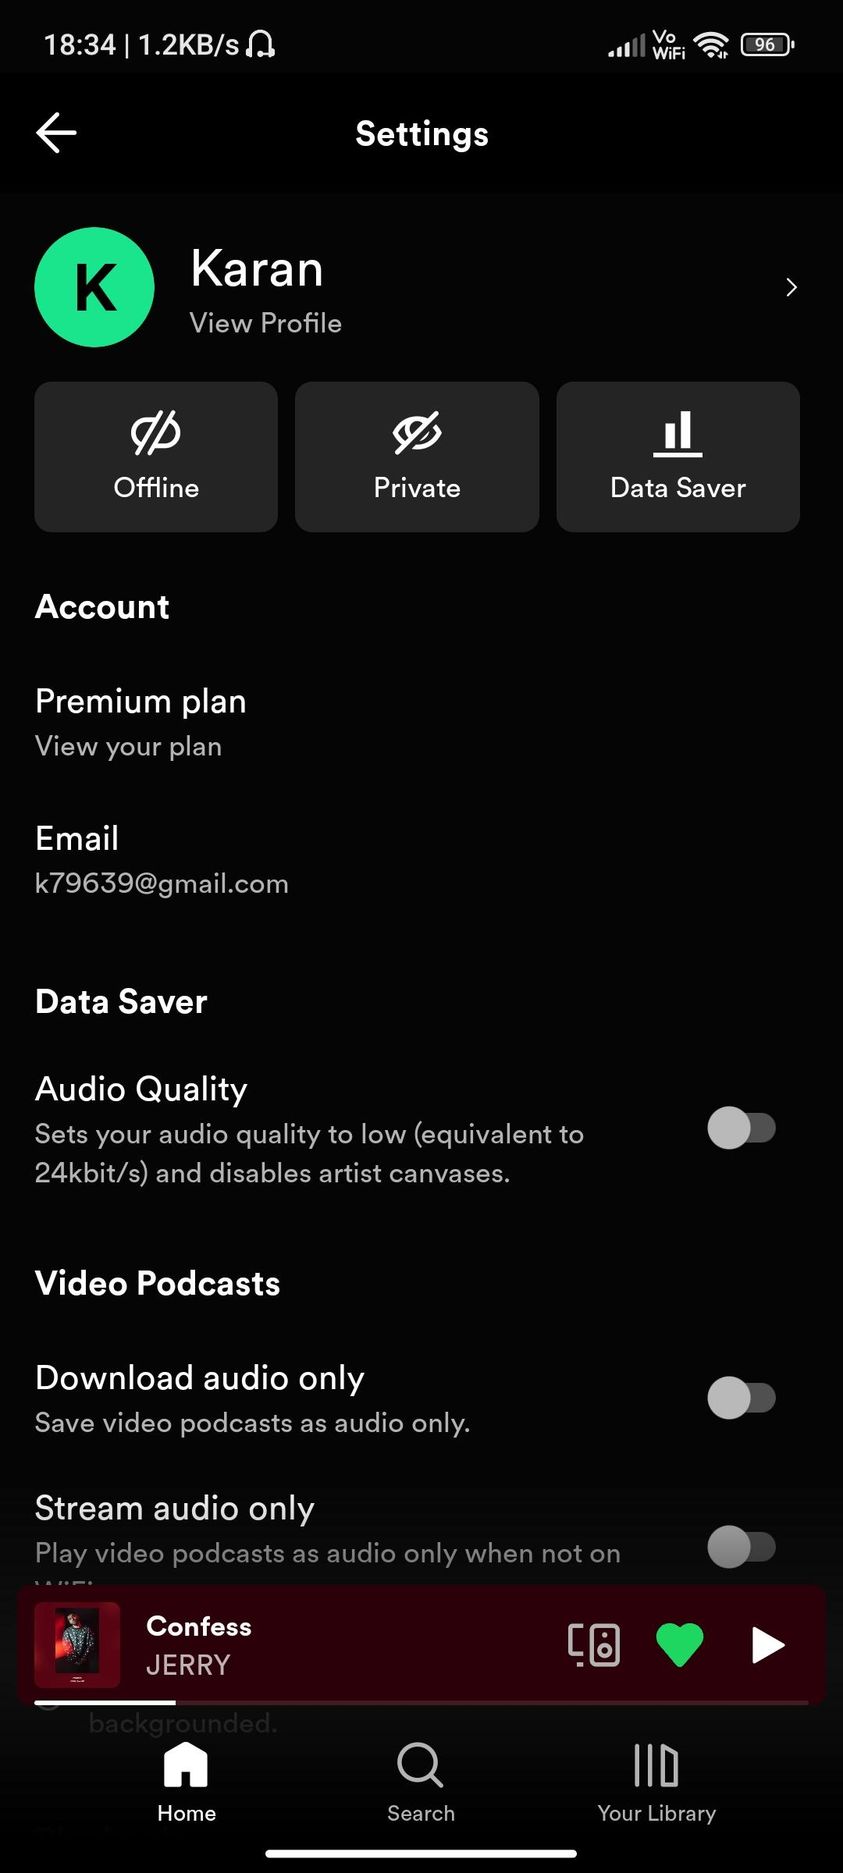 18:34 | 1.2KB/s
Vo
WiFi
96
Settings
K
Karan
View Profile
Offline
Private
Data Saver
Account
Premium plan
View your plan
Email
k79639@gmail.com
Data Saver
Audio Quality
Sets your audio quality to low (equivalent to
24kbit/s) and disables artist canvases.
Video Podcasts
Download audio only
Save video podcasts as audio only.
Stream audio only
Play video podcasts as audio only when not on
WiFi
Confess
JERRY
backgrounded.
Home
Search
Your Library